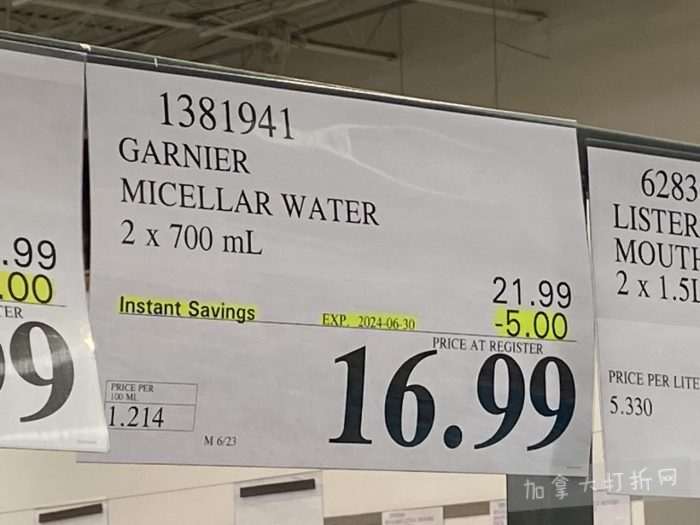 1381941
GARNIER
MICELLAR WATER
2 x 700 mL
21.99
Instant Savings
EXP. 2024-06-30
-5.00
PRICE AT REGISTER
16.99
PRICE PER
100 ML
1.214
M 6/23
.99
.00
TER
99
6283
LISTER
MOUTH
2 x 1.5L
PRICE PER LITE
5.330
加拿大打折网